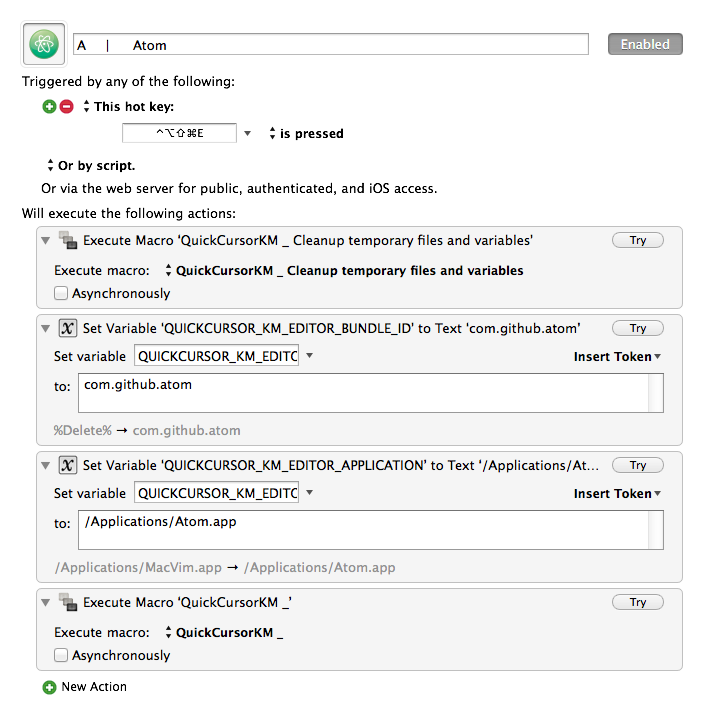 A | Atom
Enabled
Triggered by any of the following:
This hot key:
^⌥⇧⌘E is pressed
Or by script.
Or via the web server for public, authenticated, and iOS access.
Will execute the following actions:
Execute Macro ‘QuickCursorKM _ Cleanup temporary files and variables’ Try
Execute macro: QuickCursorKM _ Cleanup temporary files and variables
Asynchronously
Set Variable ‘QUICKCURSOR_KM_EDITOR_BUNDLE_ID’ to Text ‘com.github.atom’ Try
Set variable QUICKCURSOR_KM_EDITC Insert Token
to: com.github.atom
%Delete% → com.github.atom
Set Variable ‘QUICKCURSOR_KM_EDITOR_APPLICATION’ to Text ‘/Applications/At... Try
Set variable QUICKCURSOR_KM_EDITC Insert Token
to: /Applications/Atom.app
/Applications/MacVim.app → /Applications/Atom.app
Execute Macro ‘QuickCursorKM _’ Try
Execute macro: QuickCursorKM _
Asynchronously
New Action